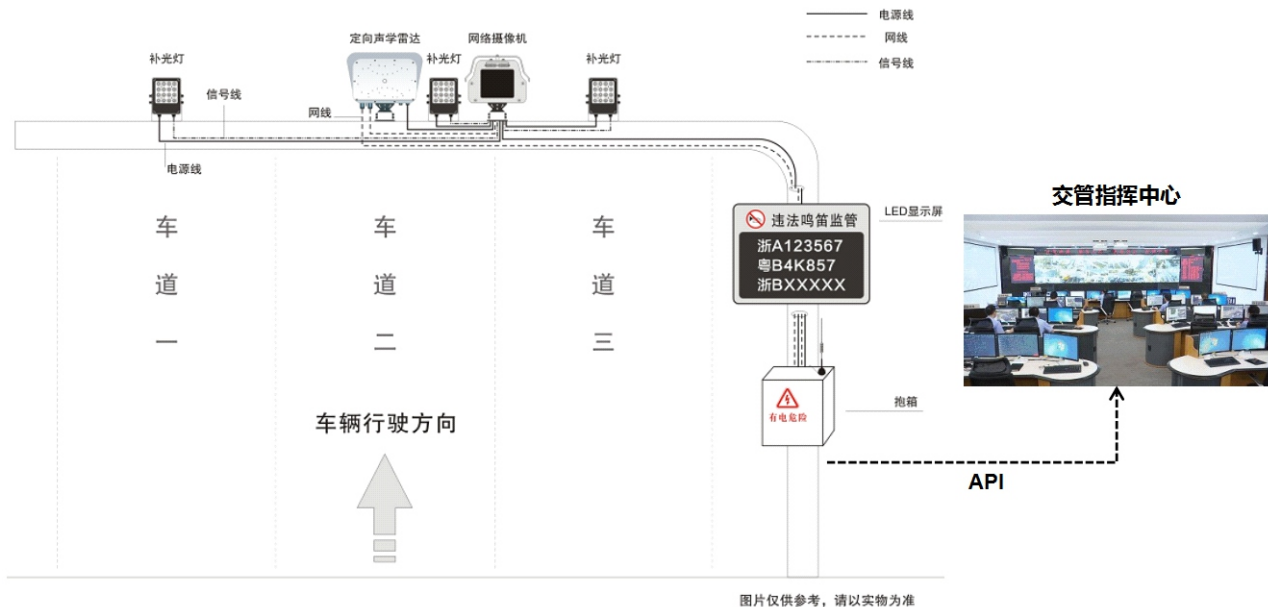 电源线
网线
信号线
定向声学雷达
网络摄像机
补光灯
补光灯
补光灯
信号线
网线
电源线
车道一
车道二
车道三
违法鸣笛监管
浙A123567
粤B4K857
浙BXXXXX
LED显示屏
交管指挥中心
有电危险
抱箱
车辆行驶方向
API
图片仅供参考，请以实物为准